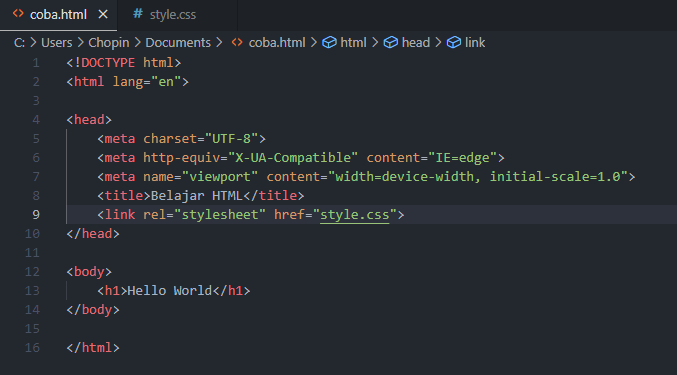 coba.html × # style.css
C: > Users > Chopin > Documents > coba.html > html > head > link
1 <!DOCTYPE html>
2 <html lang="en">
3
4 <head>
5     <meta charset="UTF-8">
6     <meta http-equiv="X-UA-Compatible" content="IE=edge">
7     <meta name="viewport" content="width=device-width, initial-scale=1.0">
8     <title>Belajar HTML</title>
9     <link rel="stylesheet" href="style.css">
10 </head>
11
12 <body>
13     <h1>Hello World</h1>
14 </body>
15
16 </html>